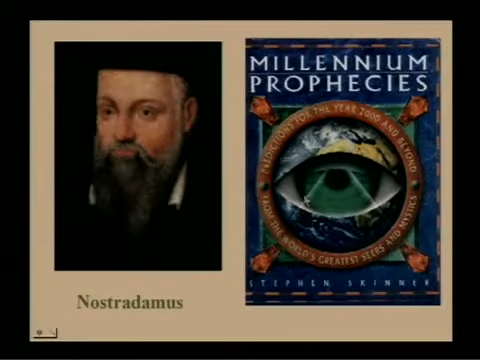 Nostradamus
MILLENNIUM
PROPHECIES
PREDICTIONS FOR THE YEAR 2000 AND BEYOND
FROM THE WORLD'S GREATEST SEERS AND MYSTICS
STEPHEN SKINNER